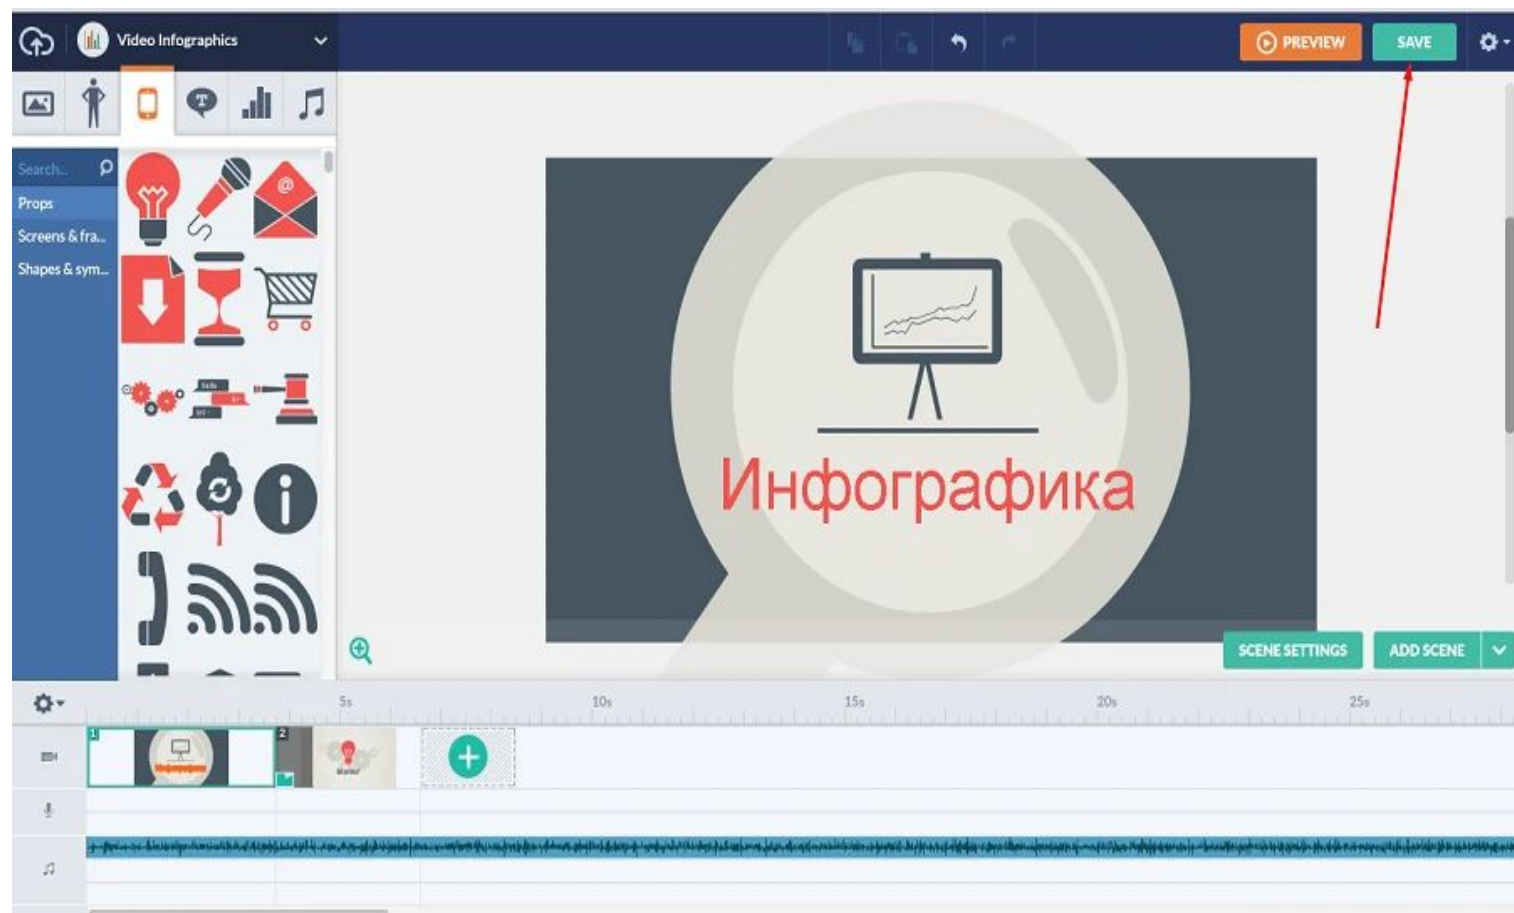 Video Infographics
PREVIEW
SAVE
T
Search...
Props
Screens & fra...
Shapes & sym...
@
i
Инфографика
SCENE SETTINGS
ADD SCENE
5s
10s
15s
20s
25s
1
2